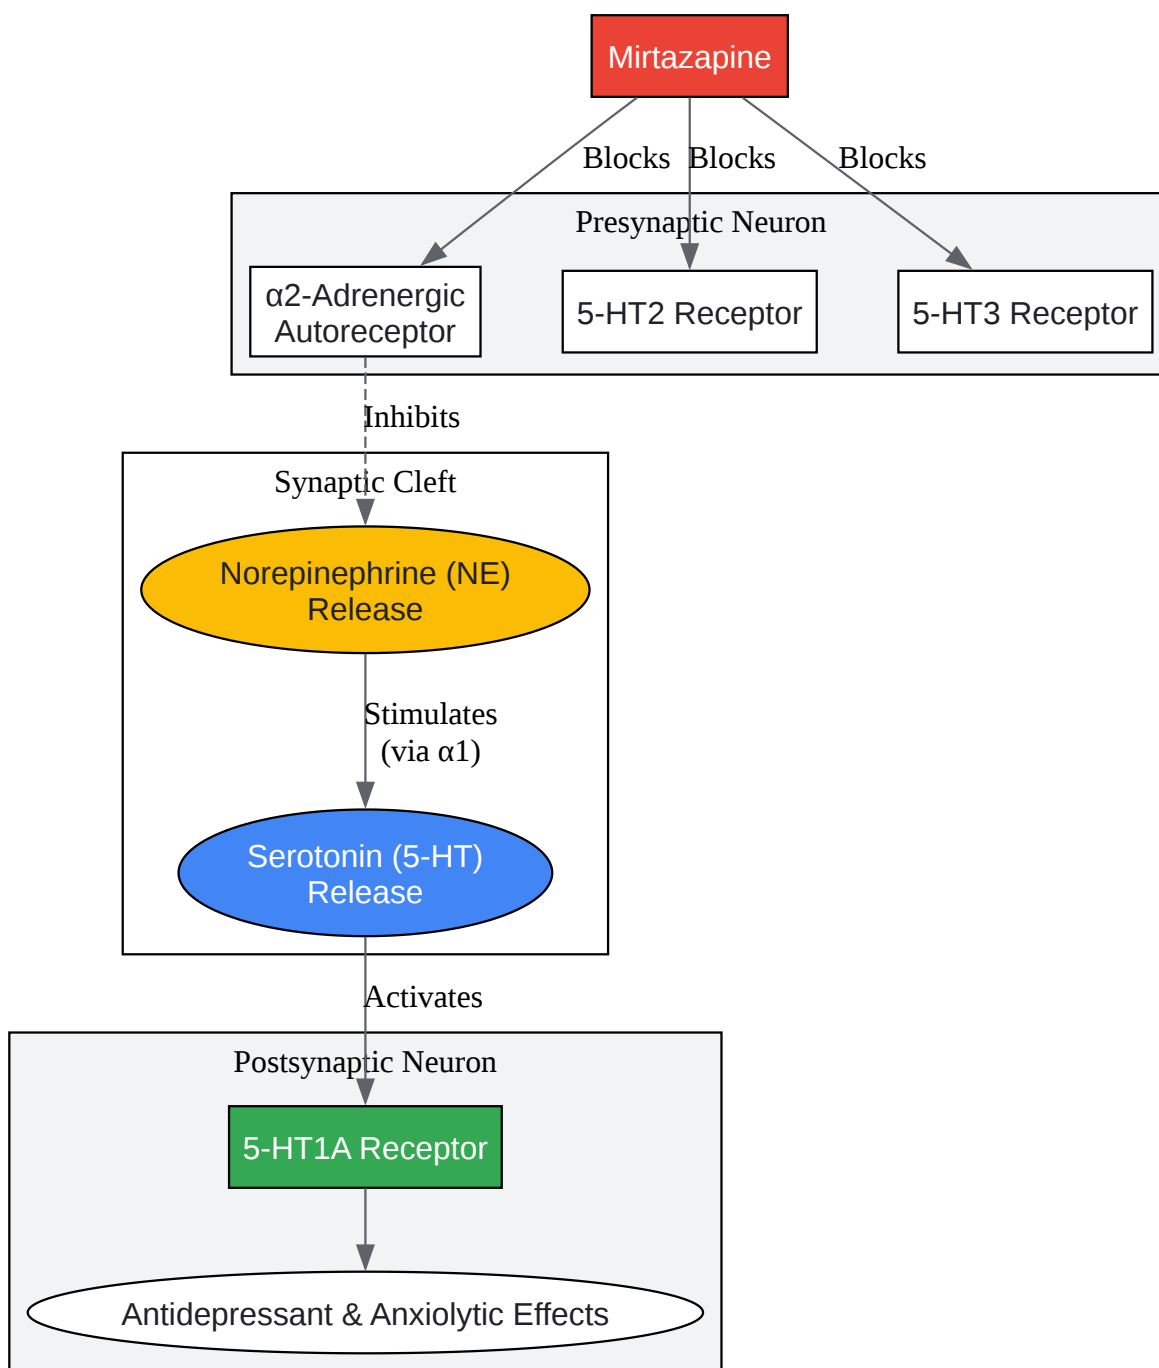 Mirtazapine
Blocks
Blocks
Blocks
Presynaptic Neuron
α2-Adrenergic
Autoreceptor
5-HT2 Receptor
5-HT3 Receptor
Inhibits
Synaptic Cleft
Norepinephrine (NE)
Release
Stimulates
(via α1)
Serotonin (5-HT)
Release
Activates
Postsynaptic Neuron
5-HT1A Receptor
Antidepressant & Anxiolytic Effects